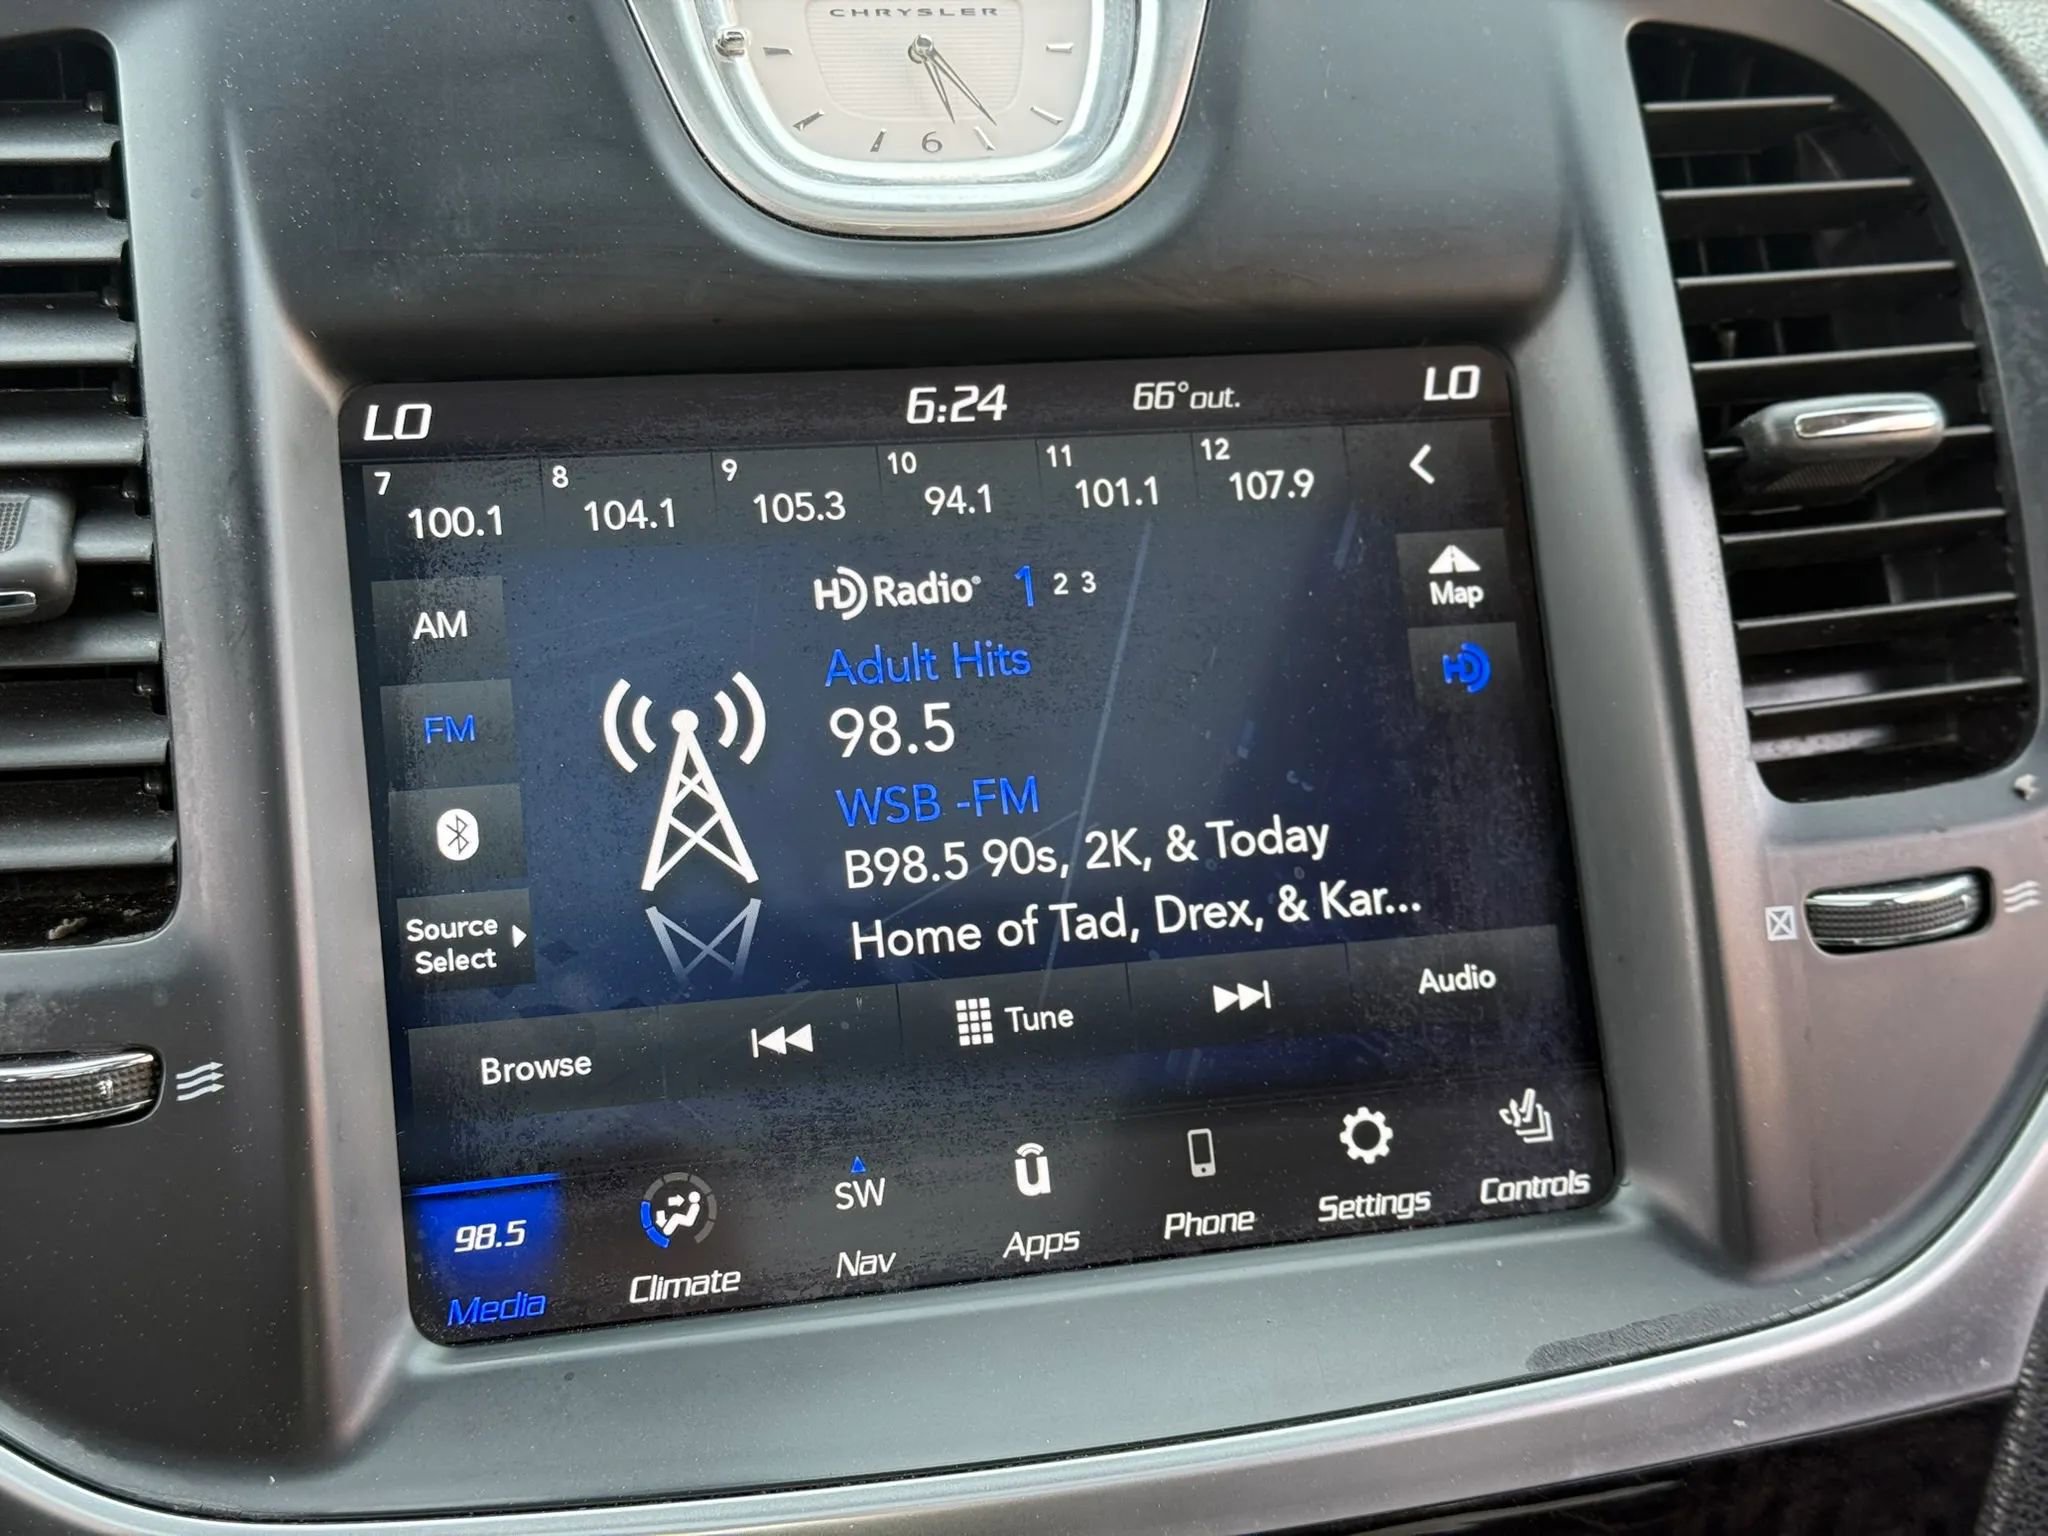 CHRYSLER
6
LO 6:24 66° out. LO
7 100.1 8 104.1 9 105.3 10 94.1 11 101.1 12 107.9
HD Radio® 1 2 3
Map
AM
Adult Hits
HD
98.5
FM
WSB -FM
B98.5 90s, 2K, & Today
Home of Tad, Drex, & Kar...
Source
Select
Browse Tune Audio
98.5 SW
Media Climate Nav Apps Phone Settings Controls